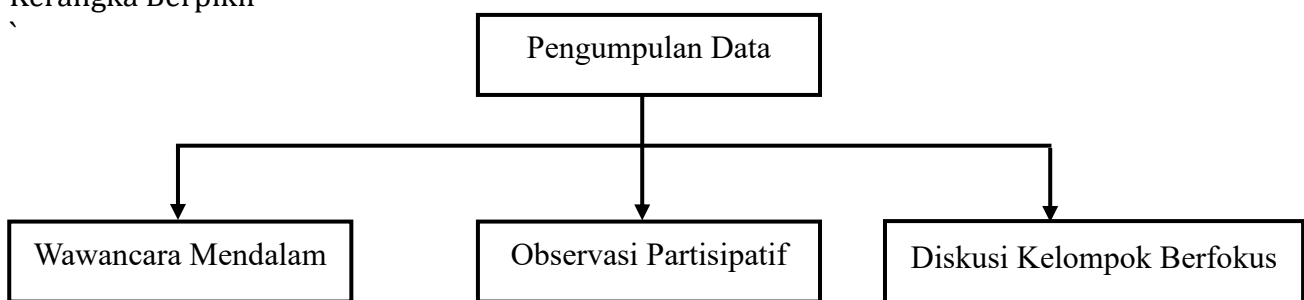 Kerangka Berpikir
`
Pengumpulan Data
Wawancara Mendalam
Observasi Partisipatif
Diskusi Kelompok Berfokus